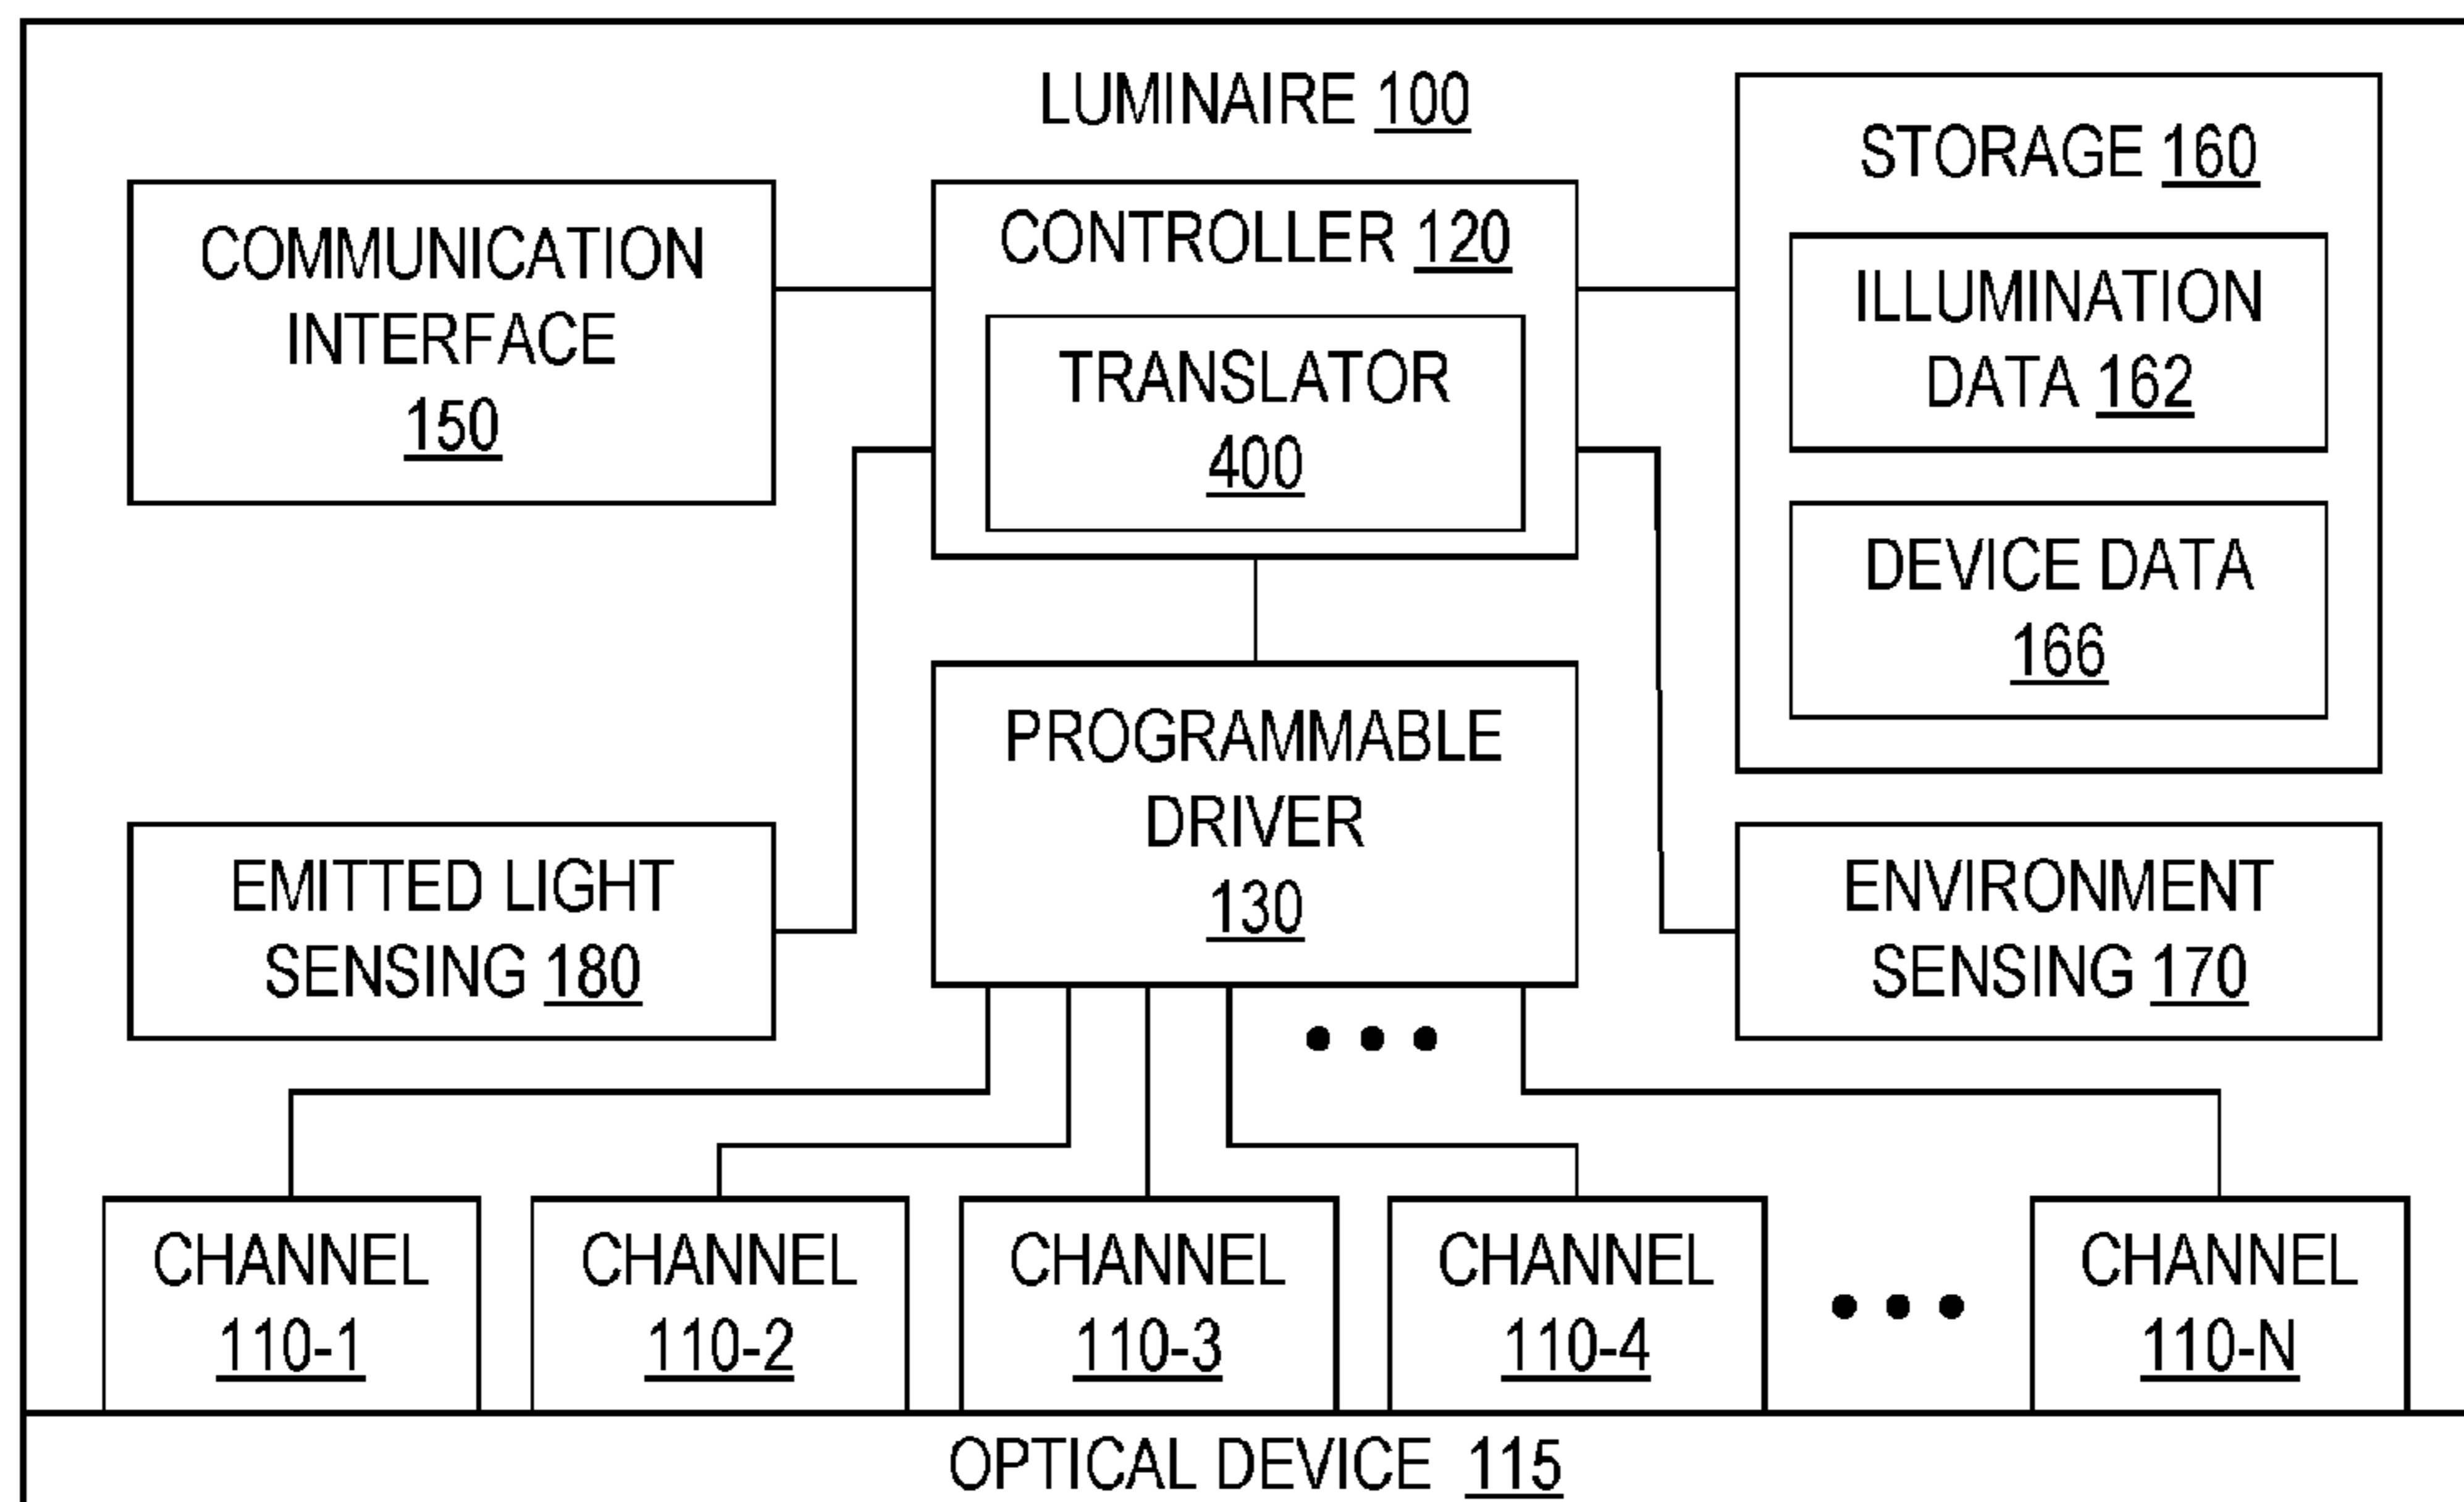 LUMINAIRE 100
COMMUNICATION
INTERFACE
150
CONTROLLER 120
TRANSLATOR
400
STORAGE 160
ILLUMINATION
DATA 162
DEVICE DATA
166
PROGRAMMABLE
DRIVER
130
EMITTED LIGHT
SENSING 180
ENVIRONMENT
SENSING 170
CHANNEL
110-1
CHANNEL
110-2
CHANNEL
110-3
CHANNEL
110-4
• • •
CHANNEL
110-N
OPTICAL DEVICE 115